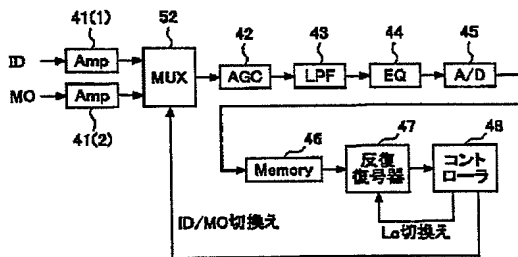 41(1)
52
42
43
44
45
ID
Amp
MUX
AGC
LPF
EQ
A/D
MO
Amp
41(2)
46
47
48
Memory
反復
復号器
コント
ローラ
ID/MO切換え
La切換え